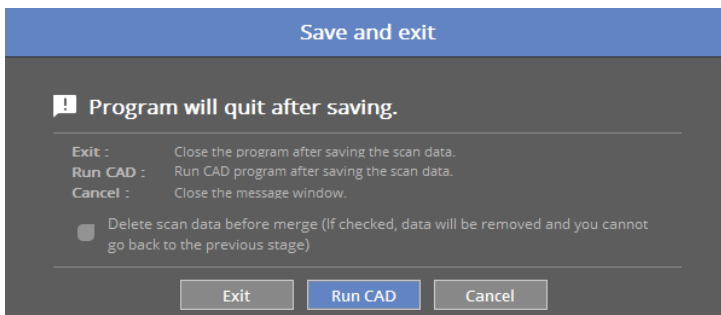 Save and exit
Program will quit after saving.
Exit : Close the program after saving the scan data.
Run CAD : Run CAD program after saving the scan data.
Cancel : Close the message window.
Delete scan data before merge (If checked, data will be removed and you cannot
go back to the previous stage)
Exit Run CAD Cancel